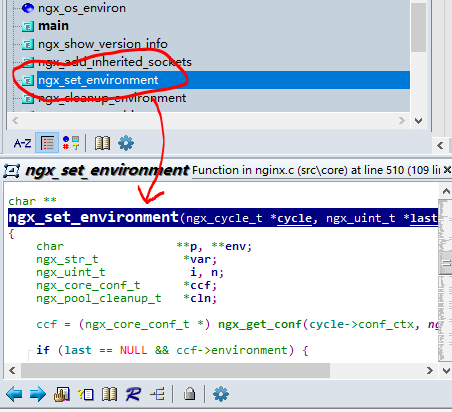 ngx_os_environ
main
ngx_show_version_info
ngx_add_inherited_sockets
ngx_set_environment
ngx_cleanup_environment
A-Z
ngx_set_environment Function in nginx.c (src\core) at line 510 (109 li
char **
ngx_set_environment(ngx_cycle_t *cycle, ngx_uint_t *last
{
char **p, **env;
ngx_str_t *var;
ngx_uint_t i, n;
ngx_core_conf_t *ccf;
ngx_pool_cleanup_t *cln;
ccf = (ngx_core_conf_t *) ngx_get_conf(cycle->conf_ctx,
if (last == NULL && ccf->environment) {